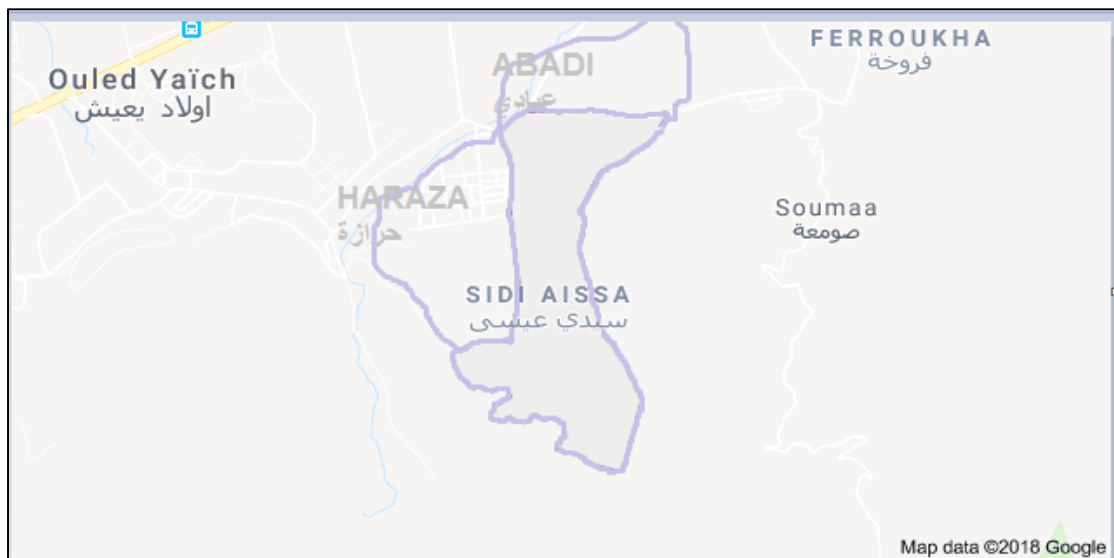 FERROUKHA
فروخة
ABADI
عبادي
Ouled Yaïch
اولاد يعيش
HARAZA
حرازة
Soumaa
صومعة
SIDI AISSA
سيدي عيسى
Map data ©2018 Google